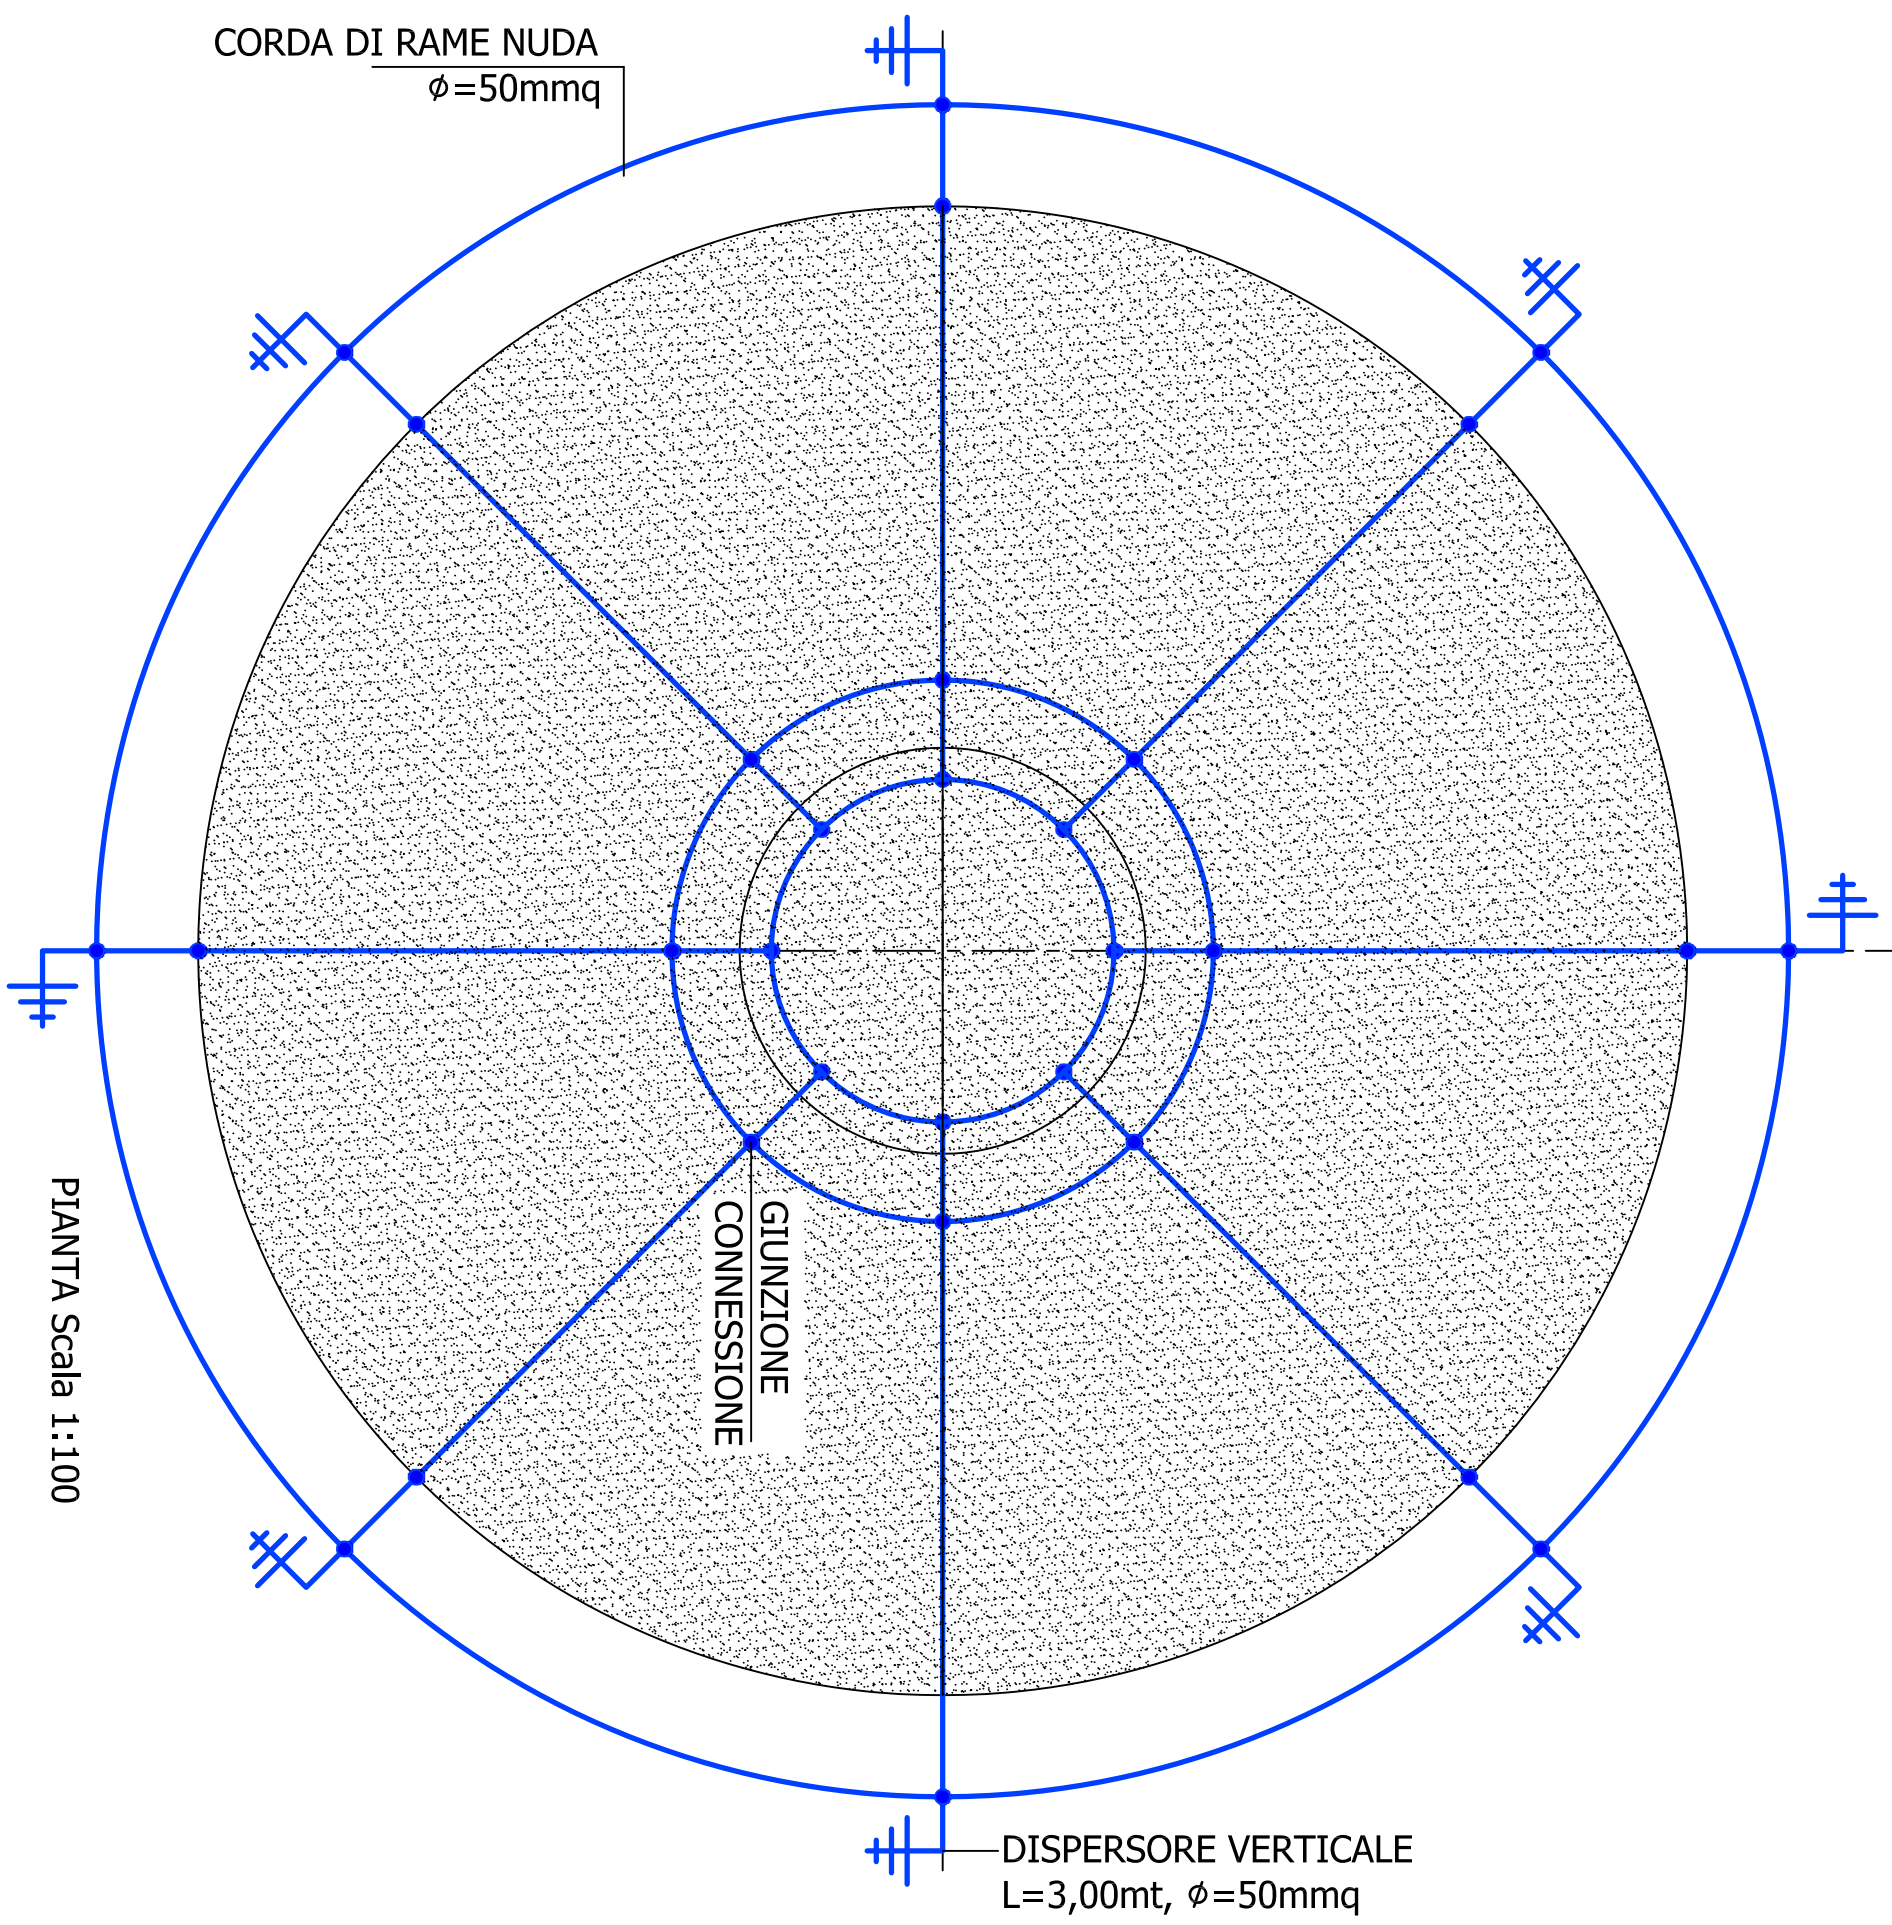 CORDA DI RAME NUDA
ϕ=50mmq
GIUNZIONE
CONNESSIONE
PIANTA Scala 1:100
DISPERSORE VERTICALE
L=3,00mt, ϕ=50mmq